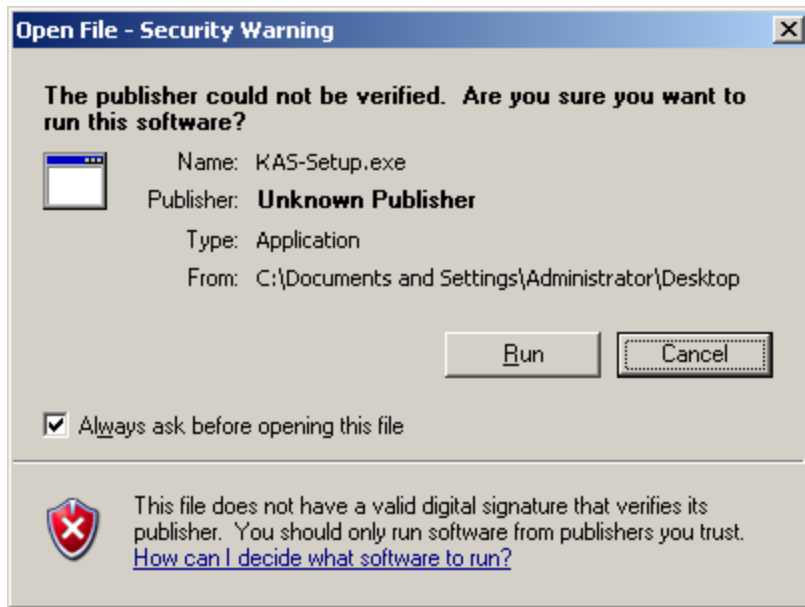 Open File - Security Warning
The publisher could not be verified.  Are you sure you want to
run this software?
Name: KAS-Setup.exe
Publisher: Unknown Publisher
Type: Application
From: C:\Documents and Settings\Administrator\Desktop
Run Cancel
Always ask before opening this file
This file does not have a valid digital signature that verifies its
publisher.  You should only run software from publishers you trust.
How can I decide what software to run?